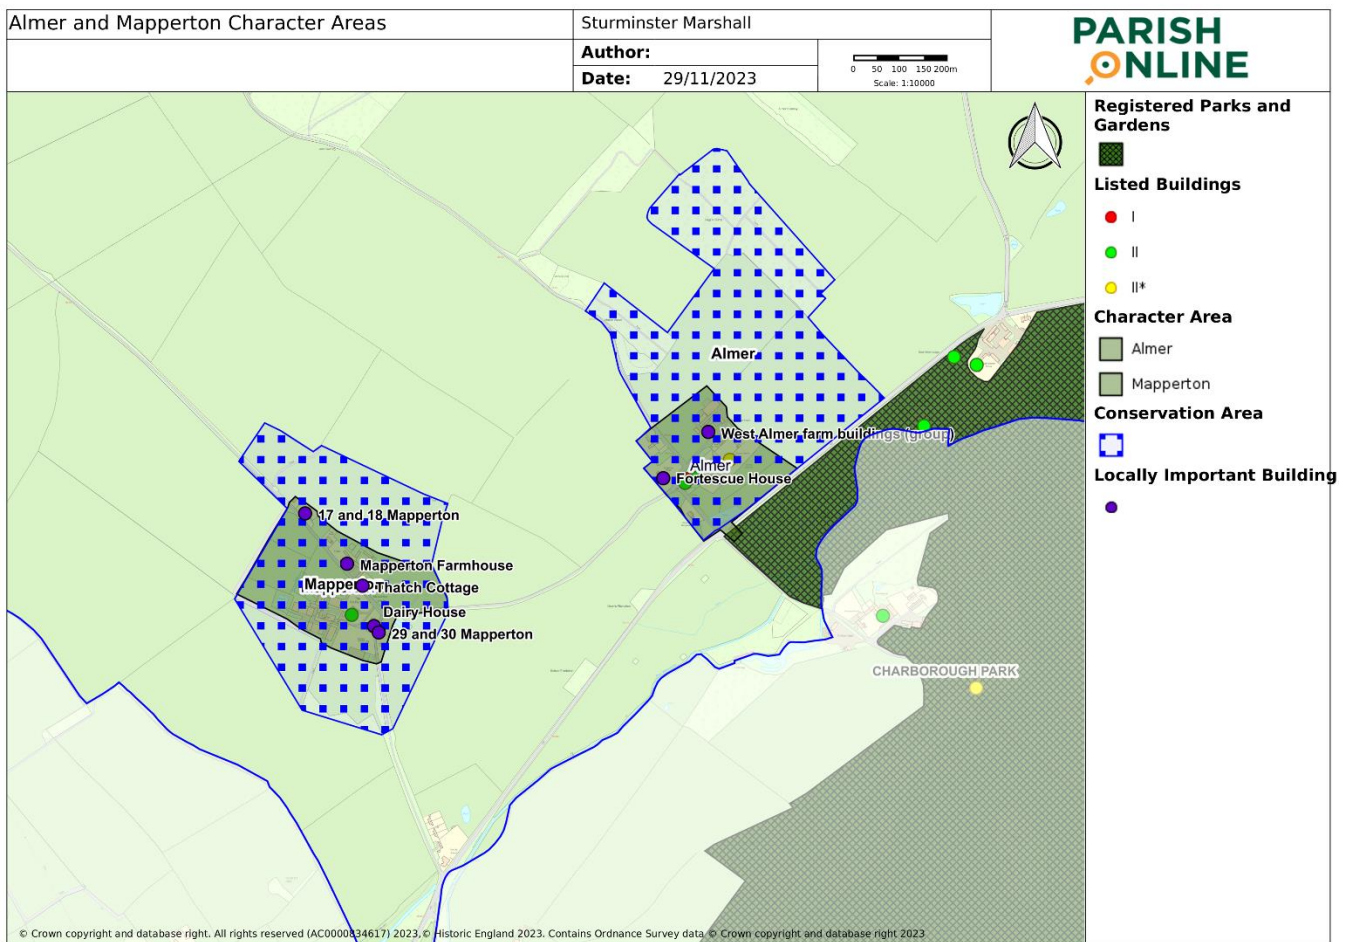 Almer and Mapperton Character Areas
Sturminster Marshall
Author:
Date: 29/11/2023
0 50 100 150 200m
Scale: 1:10000
PARISH
ONLINE
Registered Parks and
Gardens
Listed Buildings
I
II
II*
Character Area
Almer
Mapperton
Conservation Area
Locally Important Building
Almer
West Almer farm buildings (group)
Almer
Fortescue House
17 and 18 Mapperton
Mapperton Farmhouse
Mapperton
Thatch Cottage
Dairy House
29 and 30 Mapperton
CHARBOROUGH PARK
© Crown copyright and database right. All rights reserved (AC0000834617) 2023,© Historic England 2023. Contains Ordnance Survey data © Crown copyright and database right 2023